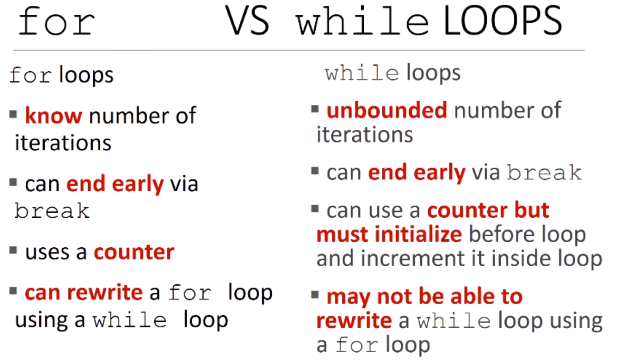 for VS while LOOPS
for loops
▪ know number of
iterations
▪ can end early via
break
▪ uses a counter
▪ can rewrite a for loop
using a while loop
while loops
▪ unbounded number of
iterations
▪ can end early via break
▪ can use a counter but
must initialize before loop
and increment it inside loop
▪ may not be able to
rewrite a while loop using
a for loop